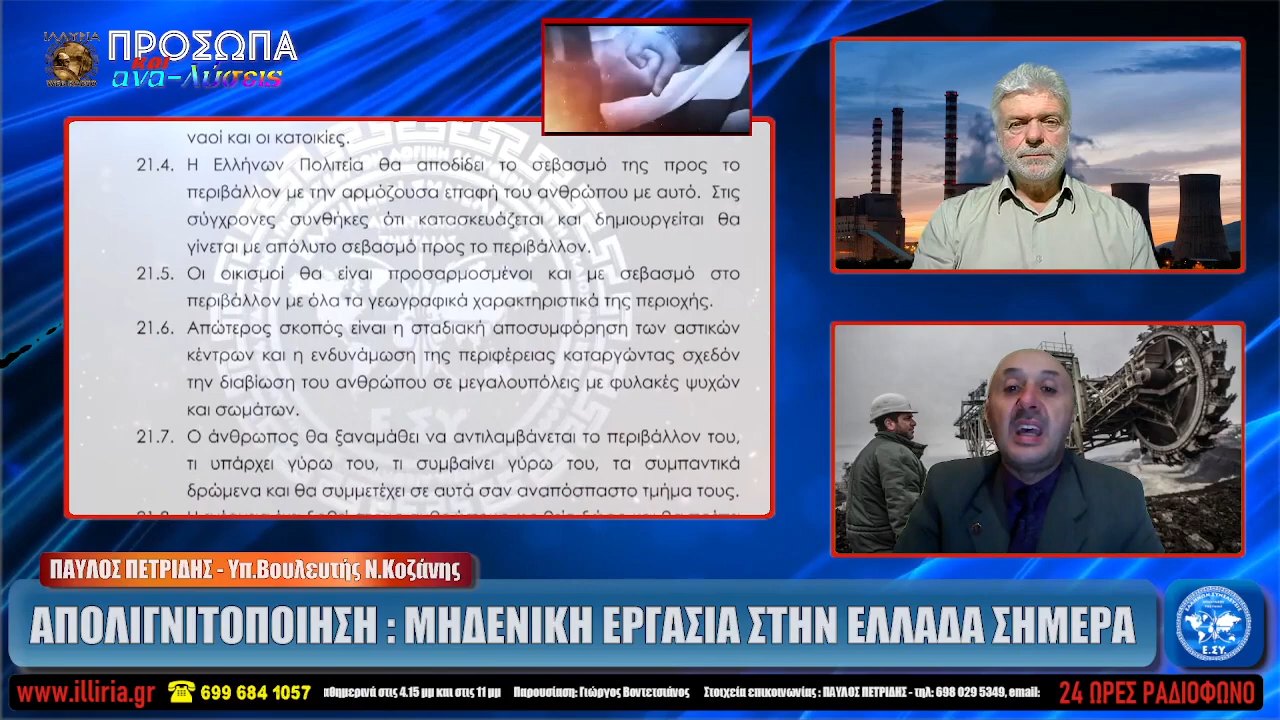 ΙΛΛΥΡΙΑ
WEB RADIO
ΠΡΟΣΩΠΑ
και
ανα-λύσεις
ναοί και οι κατοικίες.
21.4. Η Ελλήνων Πολιτεία θα αποδίδει το σεβασμό της προς το
περιβάλλον με την αρμόζουσα επαφή του ανθρώπου με αυτό. Στις
σύγχρονες συνθήκες ότι κατασκευάζεται και δημιουργείται θα
γίνεται με απόλυτο σεβασμό προς το περιβάλλον.
21.5. Οι οικισμοί θα είναι προσαρμοσμένοι και με σεβασμό στο
περιβάλλον με όλα τα γεωγραφικά χαρακτηριστικά της περιοχής.
21.6. Απώτερος σκοπός είναι η σταδιακή αποσυμφόρηση των αστικών
κέντρων και η ενδυνάμωση της περιφέρειας καταργώντας σχεδόν
την διαβίωση του ανθρώπου σε μεγαλουπόλεις με φυλακές ψυχών
και σωμάτων.
21.7. Ο άνθρωπος θα ξαναμάθει να αντιλαμβάνεται το περιβάλλον του,
τι υπάρχει γύρω του, τι συμβαίνει γύρω του, τα συμπαντικά
δρώμενα και θα συμμετέχει σε αυτά σαν αναπόσπαστο τμήμα τους.
Ε.ΣΥ.
ΠΑΥΛΟΣ ΠΕΤΡΙΔΗΣ - Υπ.Βουλευτής Ν.Κοζάνης
ΑΠΟΛΙΓΝΙΤΟΠΟΙΗΣΗ : ΜΗΔΕΝΙΚΗ ΕΡΓΑΣΙΑ ΣΤΗΝ ΕΛΛΑΔΑ ΣΗΜΕΡΑ
Ε.ΣΥ.
www.illiria.gr 699 684 1057 αθημερινά στις 4.15 μμ και στις 11 μμ Παρουσίαση: Γιώργος Βοντετσιάνος Στοιχεία επικοινωνίας : ΠΑΥΛΟΣ ΠΕΤΡΙΔΗΣ - τηλ: 698 029 5349, email: 24 ΩΡΕΣ ΡΑΔΙΟΦΩΝΟ